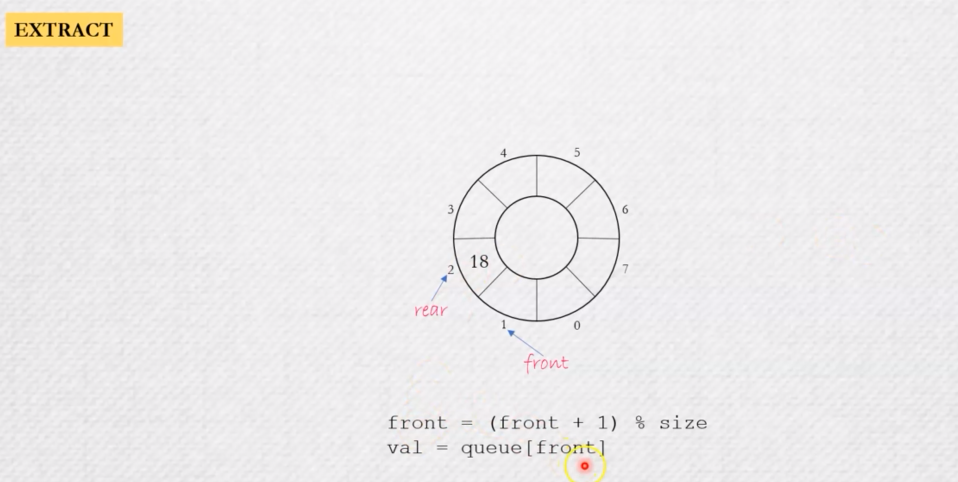 EXTRACT
4 5
3 6
18
2 7
rear
1 0
front
front = (front + 1) % size
val = queue[front]